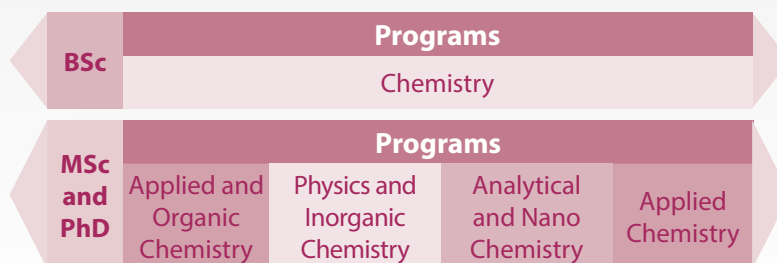 BSc
Programs
Chemistry
MSc
and
PhD
Programs
Applied and
Organic
Chemistry
Physics and
Inorganic
Chemistry
Analytical
and Nano
Chemistry
Applied
Chemistry